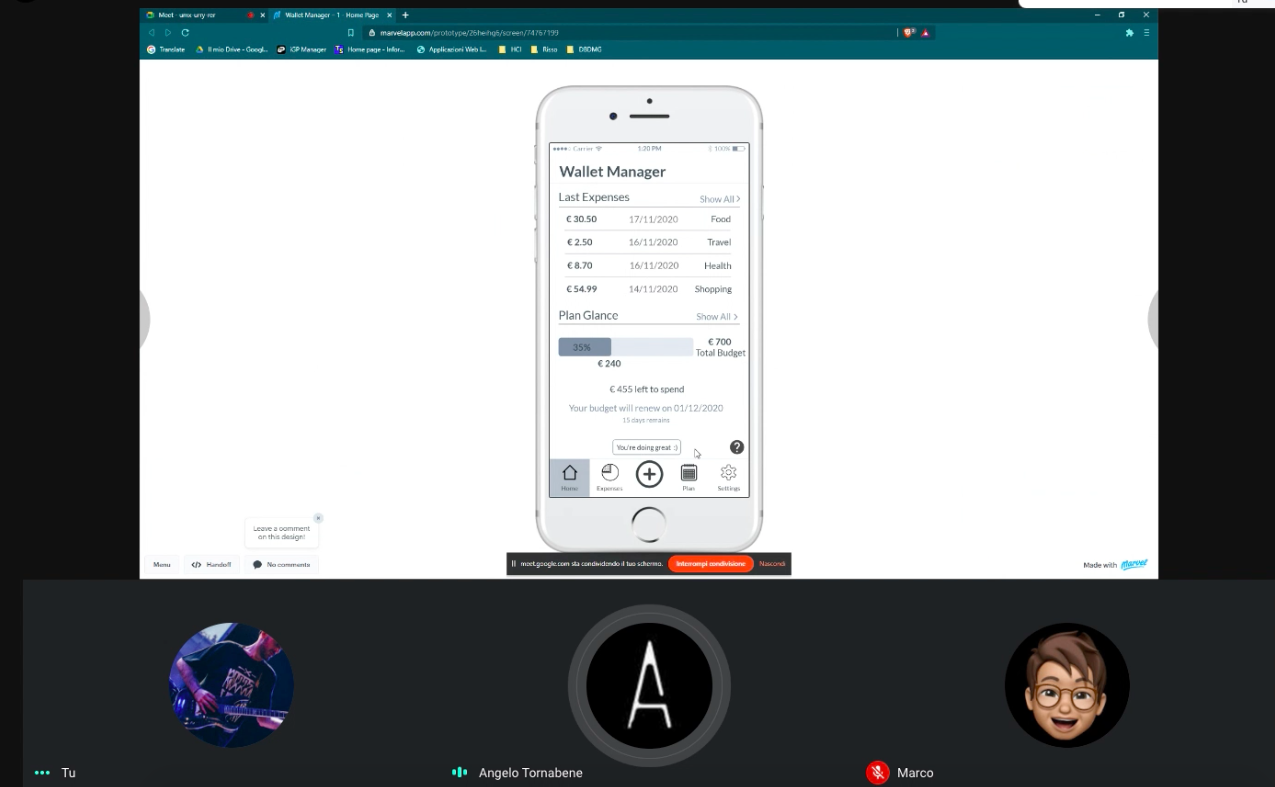 Tu
Meet - umx-uriy-ror
Wallet Manager - 1 - Home Page
marvelapp.com/prototype/26heihg6/screen/74767199
Translate
Il mio Drive - Googl...
iGP Manager
Home page - Infor...
Applicazioni Web I...
HCI
Risso
DBDMG
Carrier
1:20 PM
100%
Wallet Manager
Last Expenses
Show All >
€ 30.50 17/11/2020 Food
€ 2.50 16/11/2020 Travel
€ 8.70 16/11/2020 Health
€ 54.99 14/11/2020 Shopping
Plan Glance
Show All >
35%
€ 700
Total Budget
€ 240
€ 455 left to spend
Your budget will renew on 01/12/2020
15 days remains
You're doing great :)
?
Home
Expenses
Plan
Settings
Leave a comment
on this design!
Menu
Handoff
No comments
meet.google.com sta condividendo il tuo schermo.
Interrompi condivisione
Nascondi
Made with
Marvel
A
Tu
Angelo Tornabene
Marco